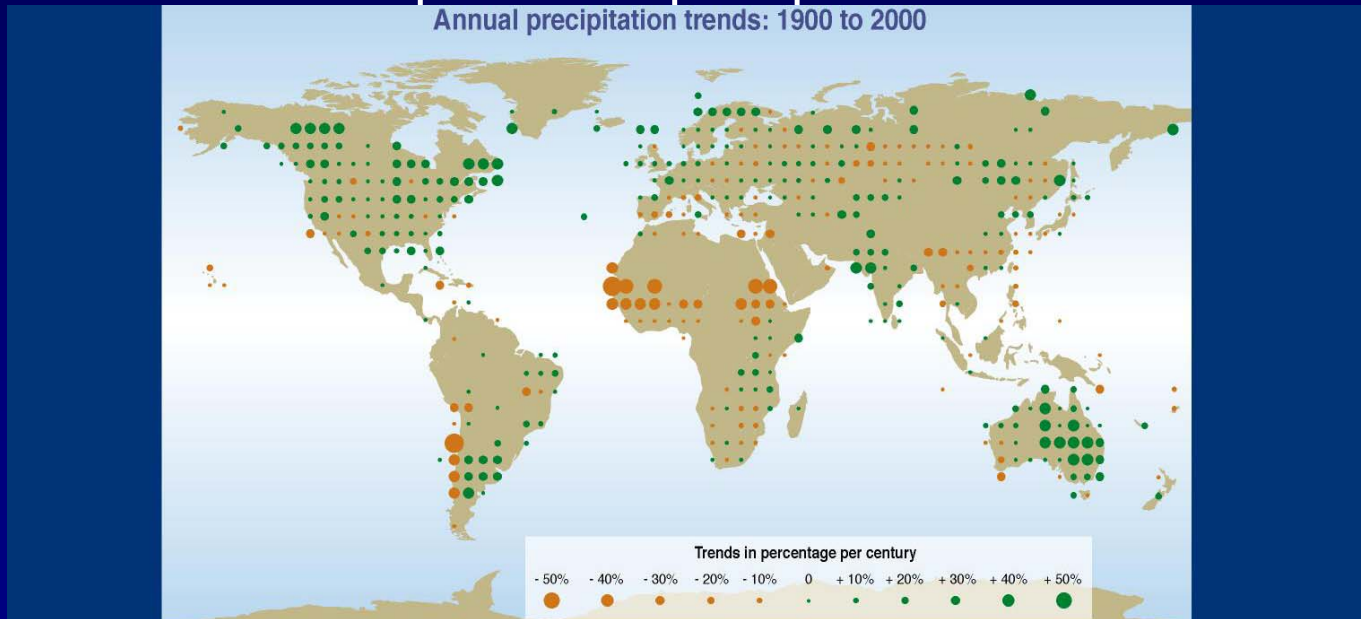 Annual precipitation trends: 1900 to 2000
Trends in percentage per century
- 50% - 40% - 30% - 20% - 10% 0 + 10% + 20% + 30% + 40% + 50%